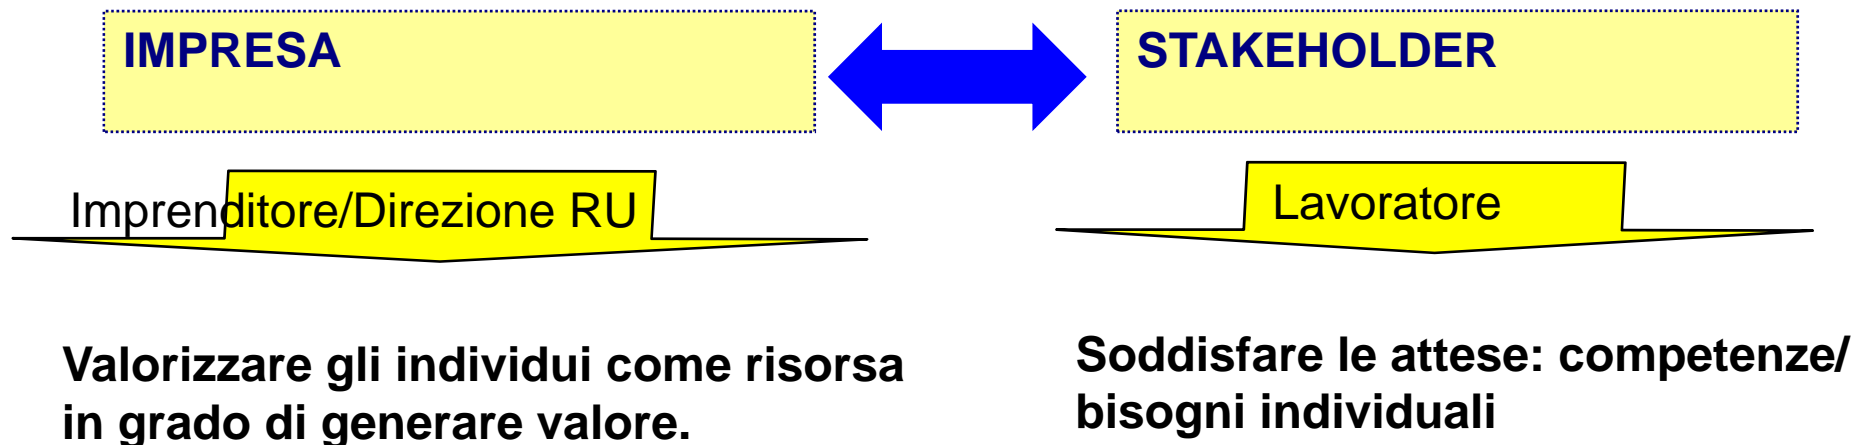 IMPRESA
STAKEHOLDER
Imprenditore/Direzione RU
Lavoratore
Valorizzare gli individui come risorsa
in grado di generare valore.
Soddisfare le attese: competenze/
bisogni individuali